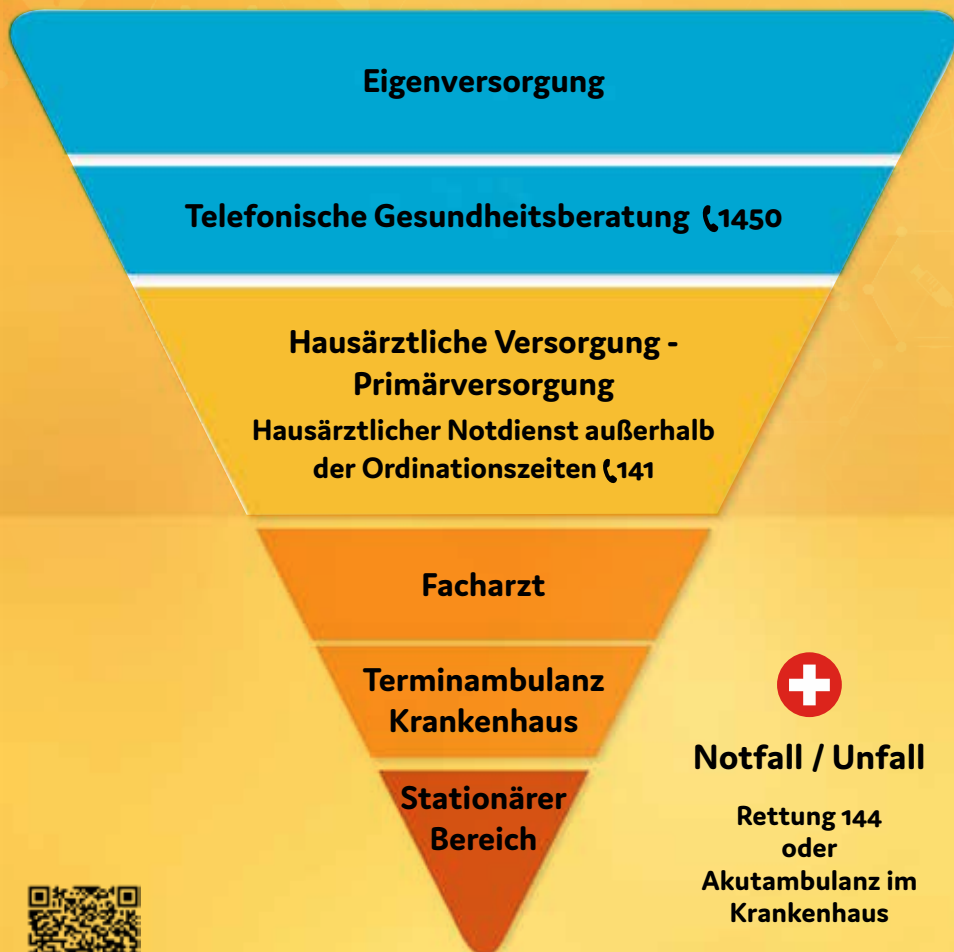 Eigenversorgung
Telefonische Gesundheitsberatung 1450
Hausärztliche Versorgung -
Primärversorgung
Hausärztlicher Notdienst außerhalb
der Ordinationszeiten 141
Facharzt
Terminambulanz
Krankenhaus
Stationärer
Bereich
Notfall / Unfall
Rettung 144
oder
Akutambulanz im
Krankenhaus